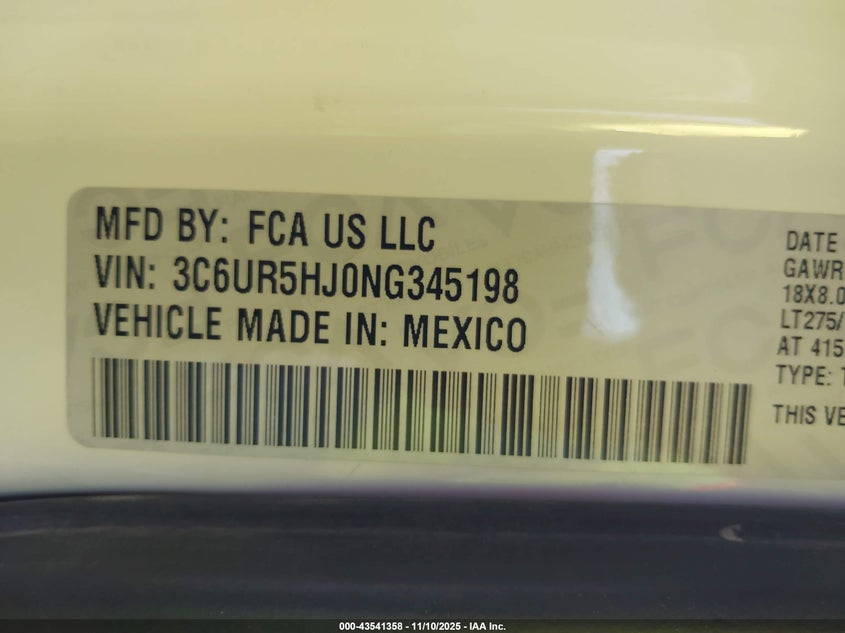 MFD BY: FCA US LLC
VIN: 3C6UR5HJ0NG345198
VEHICLE MADE IN: MEXICO
DATE
GAWR
18X8.0
LT275/
AT 415
TYPE: T
THIS VE
000-43541358 - 11/10/2025 - IAA Inc.